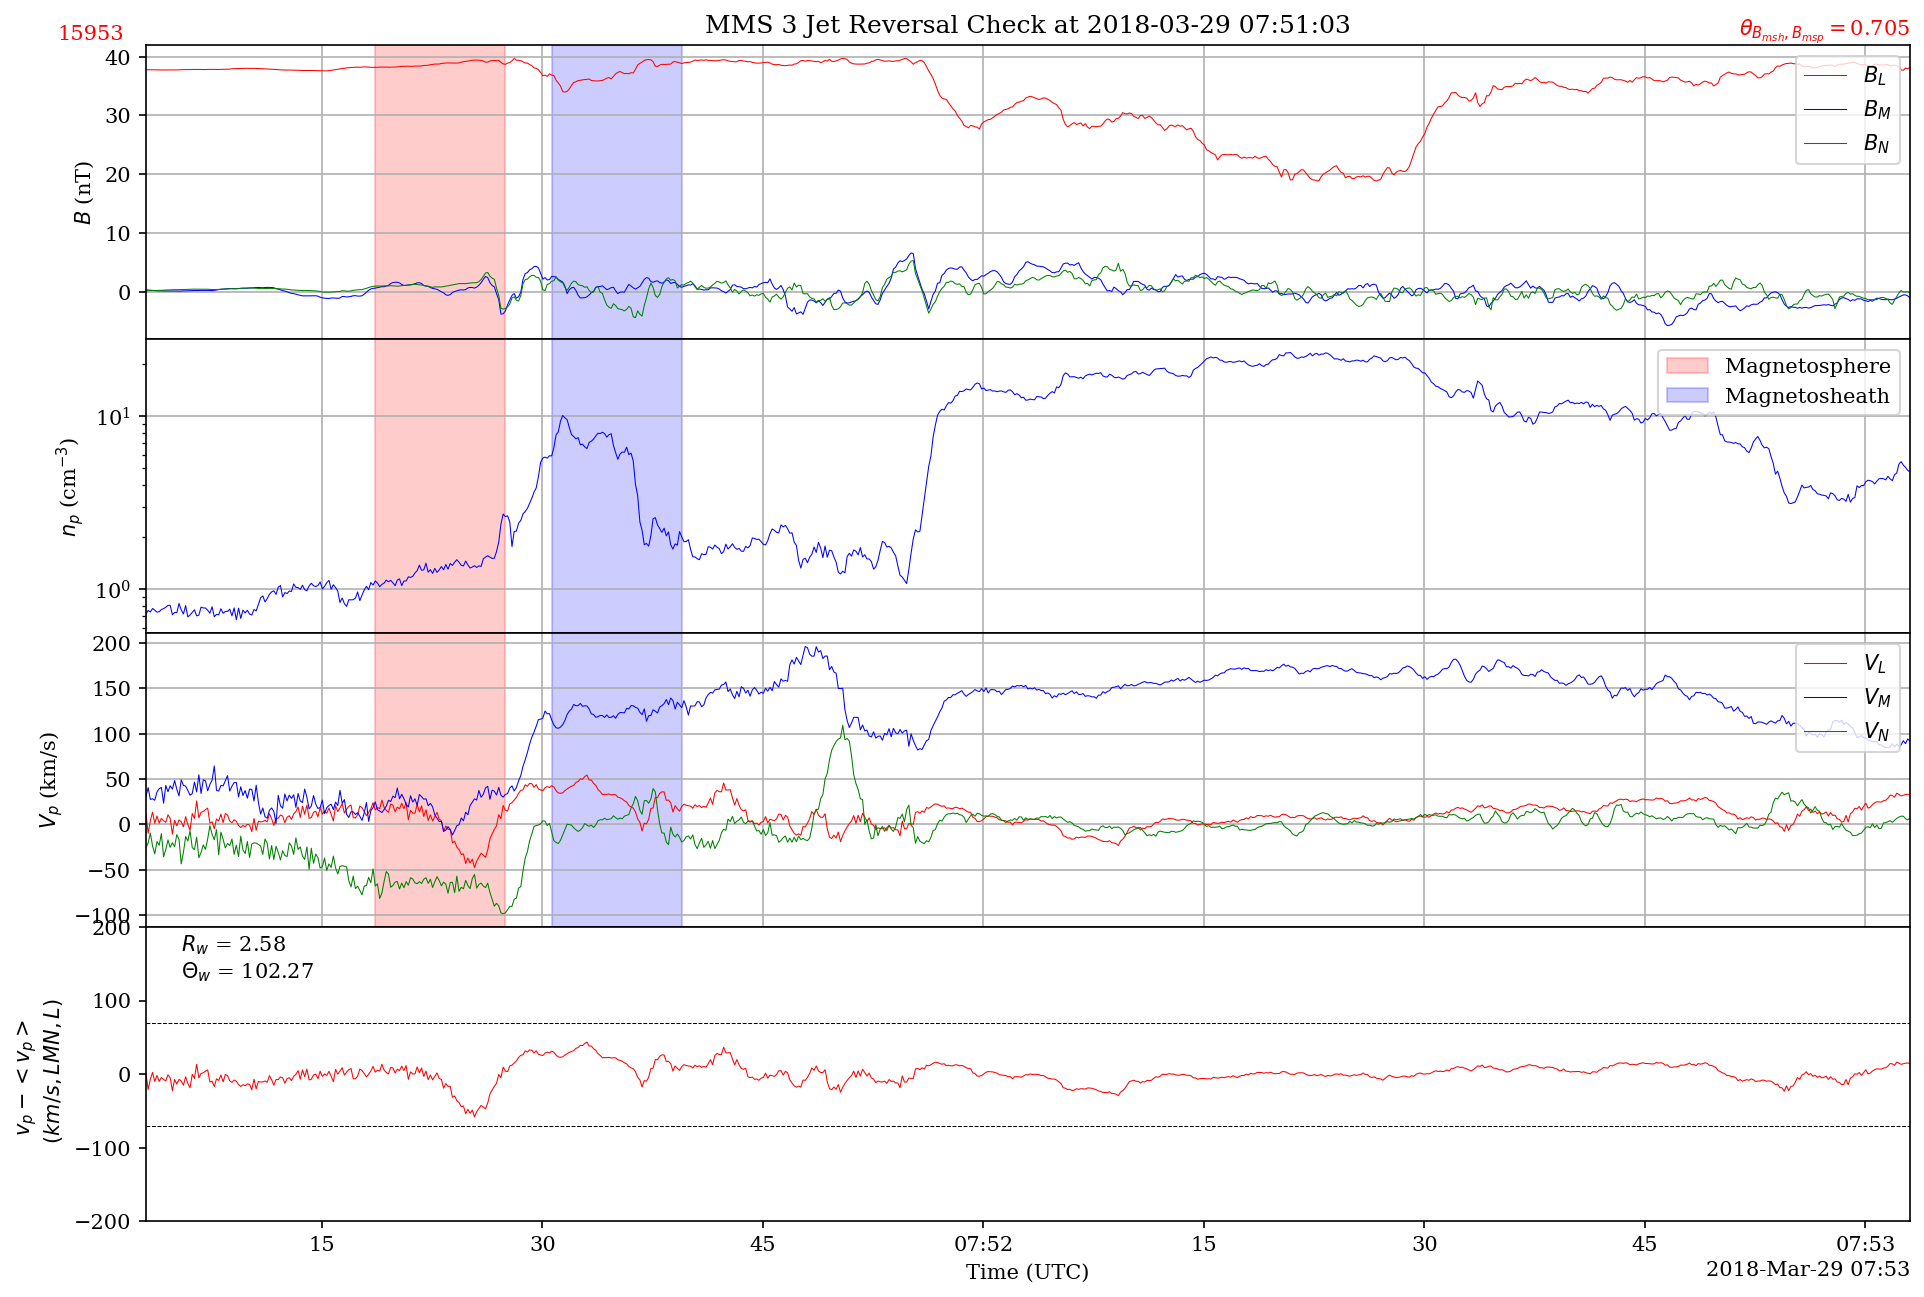 15953
MMS 3 Jet Reversal Check at 2018-03-29 07:51:03
θ_{B_{msh}, B_{msp}} = 0.705
40
30
20
10
0
B (nT)
B_L
B_M
B_N
10^1
10^0
n_p (cm^{-3})
Magnetosphere
Magnetosheath
200
150
100
50
0
−50
−100
V_p (km/s)
V_L
V_M
V_N
200
100
0
−100
−200
v_p − < v_p >
(km/s, LMN, L)
R_w = 2.58
Θ_w = 102.27
15
30
45
07:52
15
30
45
07:53
Time (UTC)
2018-Mar-29 07:53